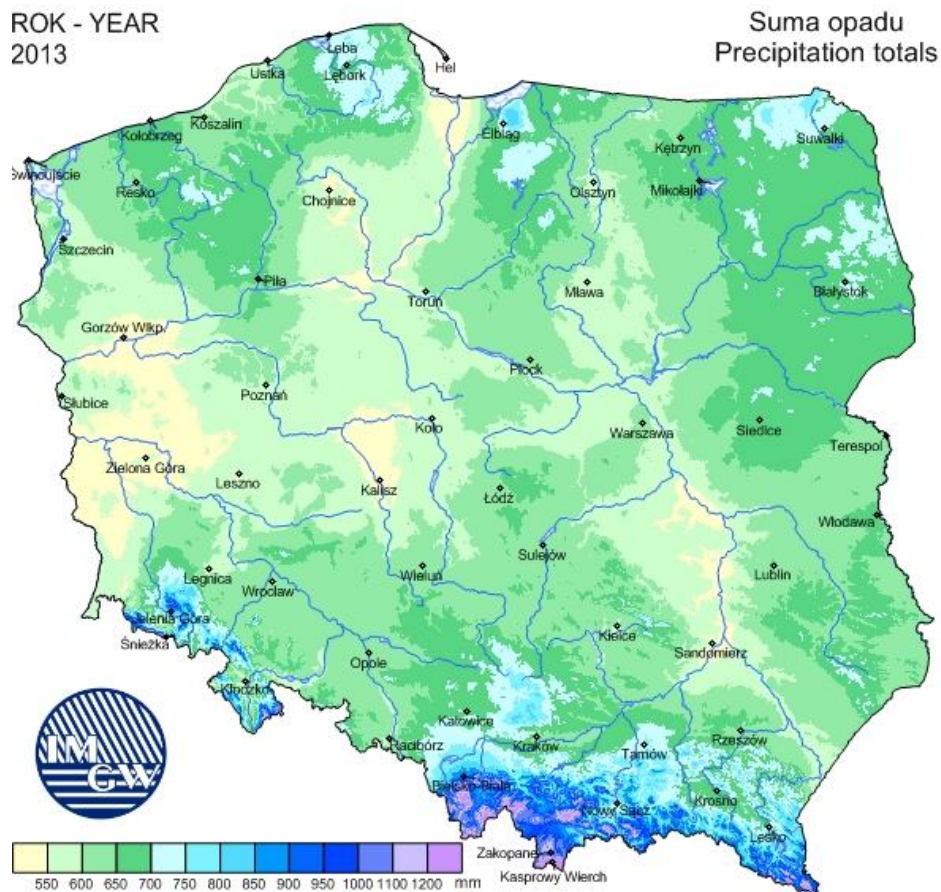 ROK - YEAR
2013
Suma opadu
Precipitation totals
Łeba
Ustka
Lębork
Hel
Kołobrzeg
Koszalin
Elbląg
Kętrzyn
Suwałki
Świnoujście
Resko
Chojnice
Olsztyn
Mikołajki
Szczecin
Piła
Toruń
Mława
Białystok
Gorzów Wlkp.
Płock
Słubice
Poznań
Koło
Warszawa
Siedlce
Terespol
Zielona Góra
Leszno
Kalisz
Łódź
Włodawa
Sulejów
Legnica
Wrocław
Wieluń
Lublin
Jelenia Góra
Śnieżka
Kielce
Sandomierz
Opole
Kłodzko
Katowice
Racibórz
Kraków
Tarnów
Rzeszów
Bielsko-Biała
Nowy Sącz
Krosno
Lesko
Zakopane
Kasprowy Wierch
IM
GW
550 600 650 700 750 800 850 900 950 1000 1100 1200 mm